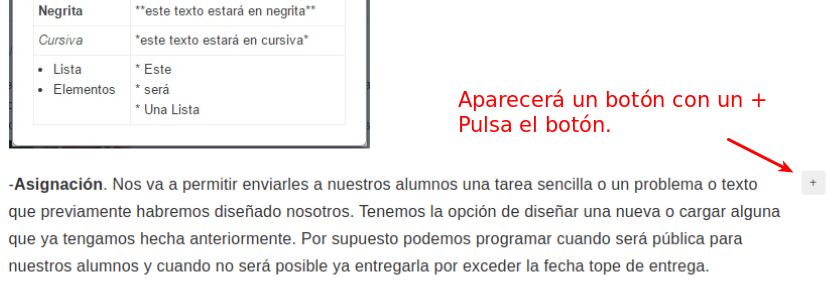 Negrita **este texto estará en negrita**
Cursiva *este texto estará en cursiva*
• Lista * Este
• Elementos * será
* Una Lista
Aparecerá un botón con un +
Pulsa el botón.
-Asignación. Nos va a permitir enviarles a nuestros alumnos una tarea sencilla o un problema o texto
+
que previamente habremos diseñado nosotros. Tenemos la opción de diseñar una nueva o cargar alguna
que ya tengamos hecha anteriormente. Por supuesto podemos programar cuando será pública para
nuestros alumnos y cuando no será posible ya entregarla por exceder la fecha tope de entrega.